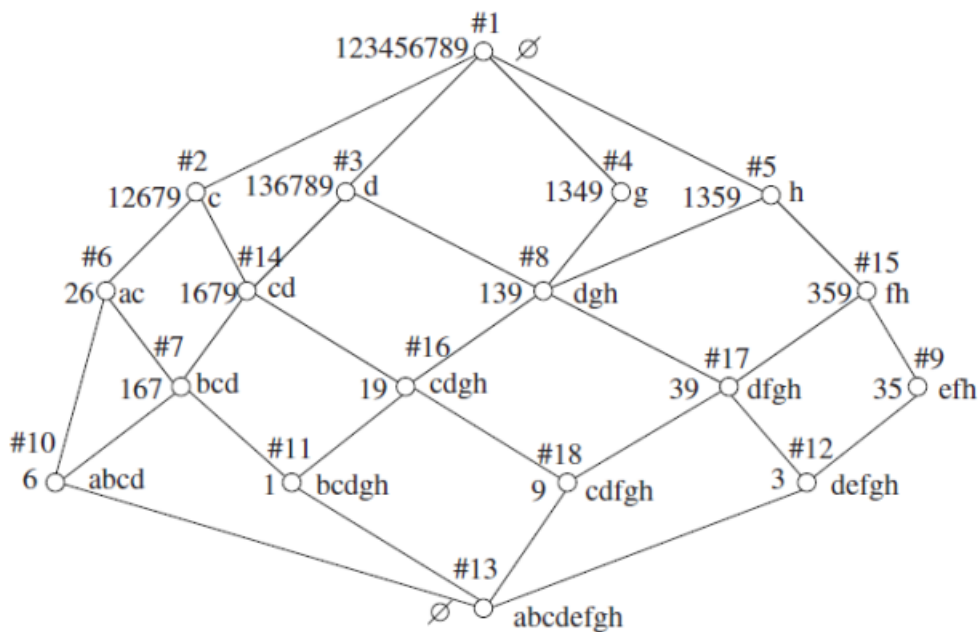 #1
123456789 ∅
#2
12679 c
#3
136789 d
#4
1349 g
#5
1359 h
#6
26 ac
#14
1679 cd
#8
139 dgh
#15
359 fh
#7
167 bcd
#16
19 cdgh
#17
39 dfgh
#9
35 efh
#10
6 abcd
#11
1 bcdgh
#18
9 cdfgh
#12
3 defgh
#13
∅ abcdefgh